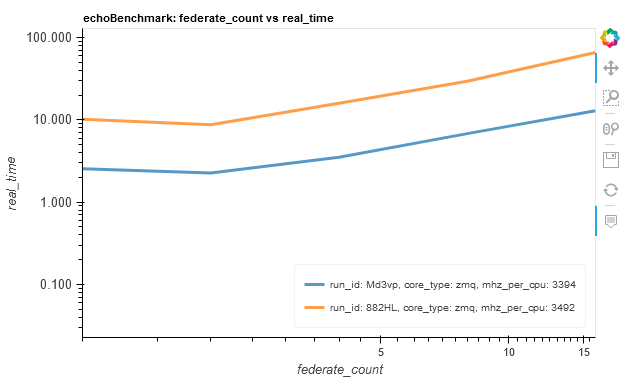 echoBenchmark: federate_count vs real_time
100.000
10.000
1.000
0.100
real_time
run_id: Md3vp, core_type: zmq, mhz_per_cpu: 3394
run_id: 882HL, core_type: zmq, mhz_per_cpu: 3492
5
10
15
federate_count